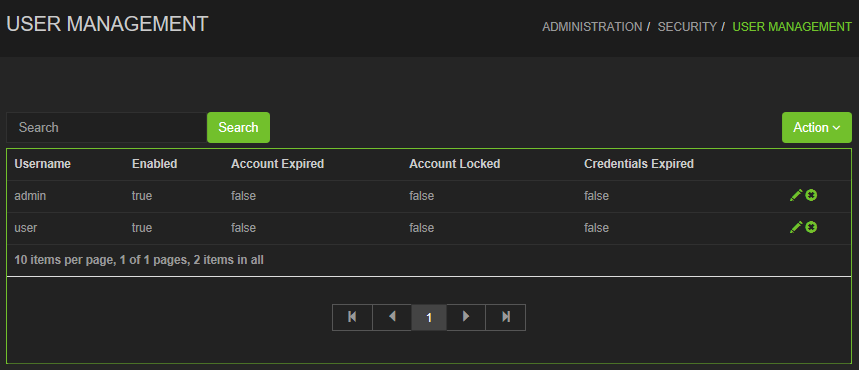 USER MANAGEMENT
ADMINISTRATION / SECURITY / USER MANAGEMENT
Search Search Action
Username Enabled Account Expired Account Locked Credentials Expired
admin true false false false
user true false false false
10 items per page, 1 of 1 pages, 2 items in all
1